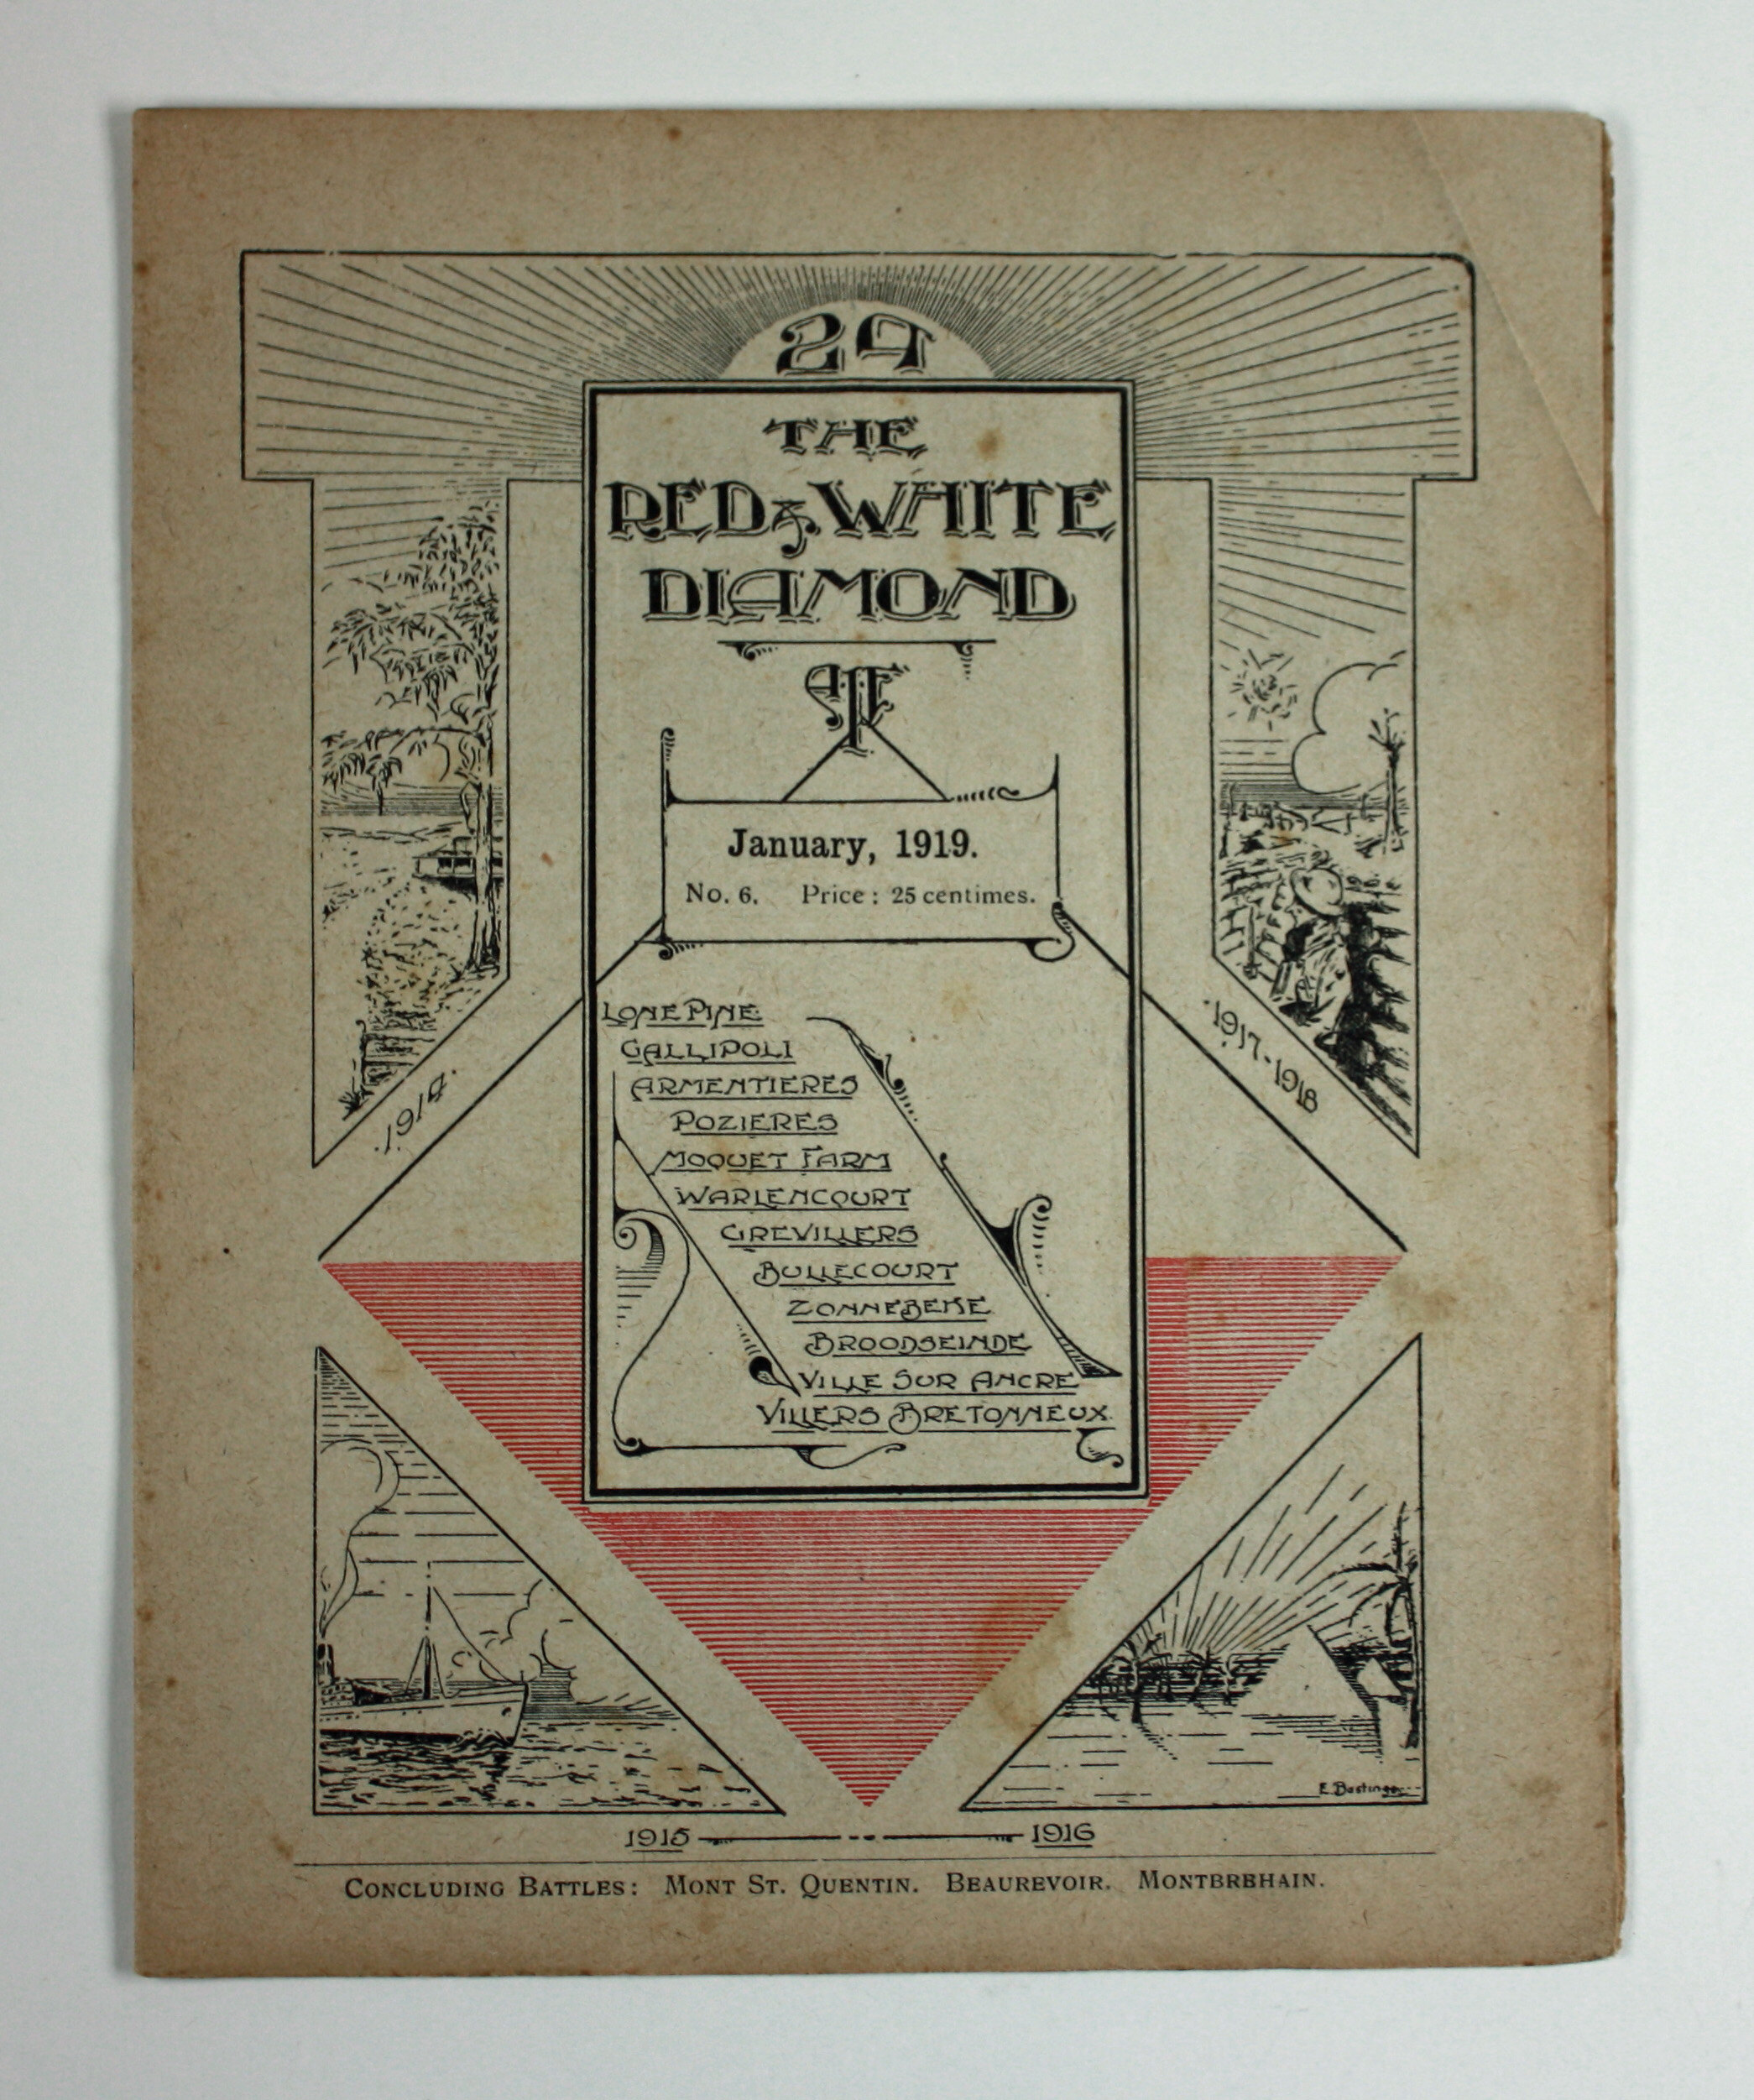 24
THE
RED & WHITE
DIAMOND
AIF
January, 1919.
No. 6. Price: 25 centimes.
LONE PINE
GALLIPOLI
ARMENTIERES
POZIERES
MOQUET FARM
WARLENCOURT
GREVILLERS
BULLECOURT
ZONNEBEKE
BROODSEINDE
VILLE SUR ANCRE
VILLERS BRETONNEUX.
.1914.
.1917-1918
1915 1916
CONCLUDING BATTLES: MONT ST. QUENTIN. BEAUREVOIR. MONTBRBHAIN.